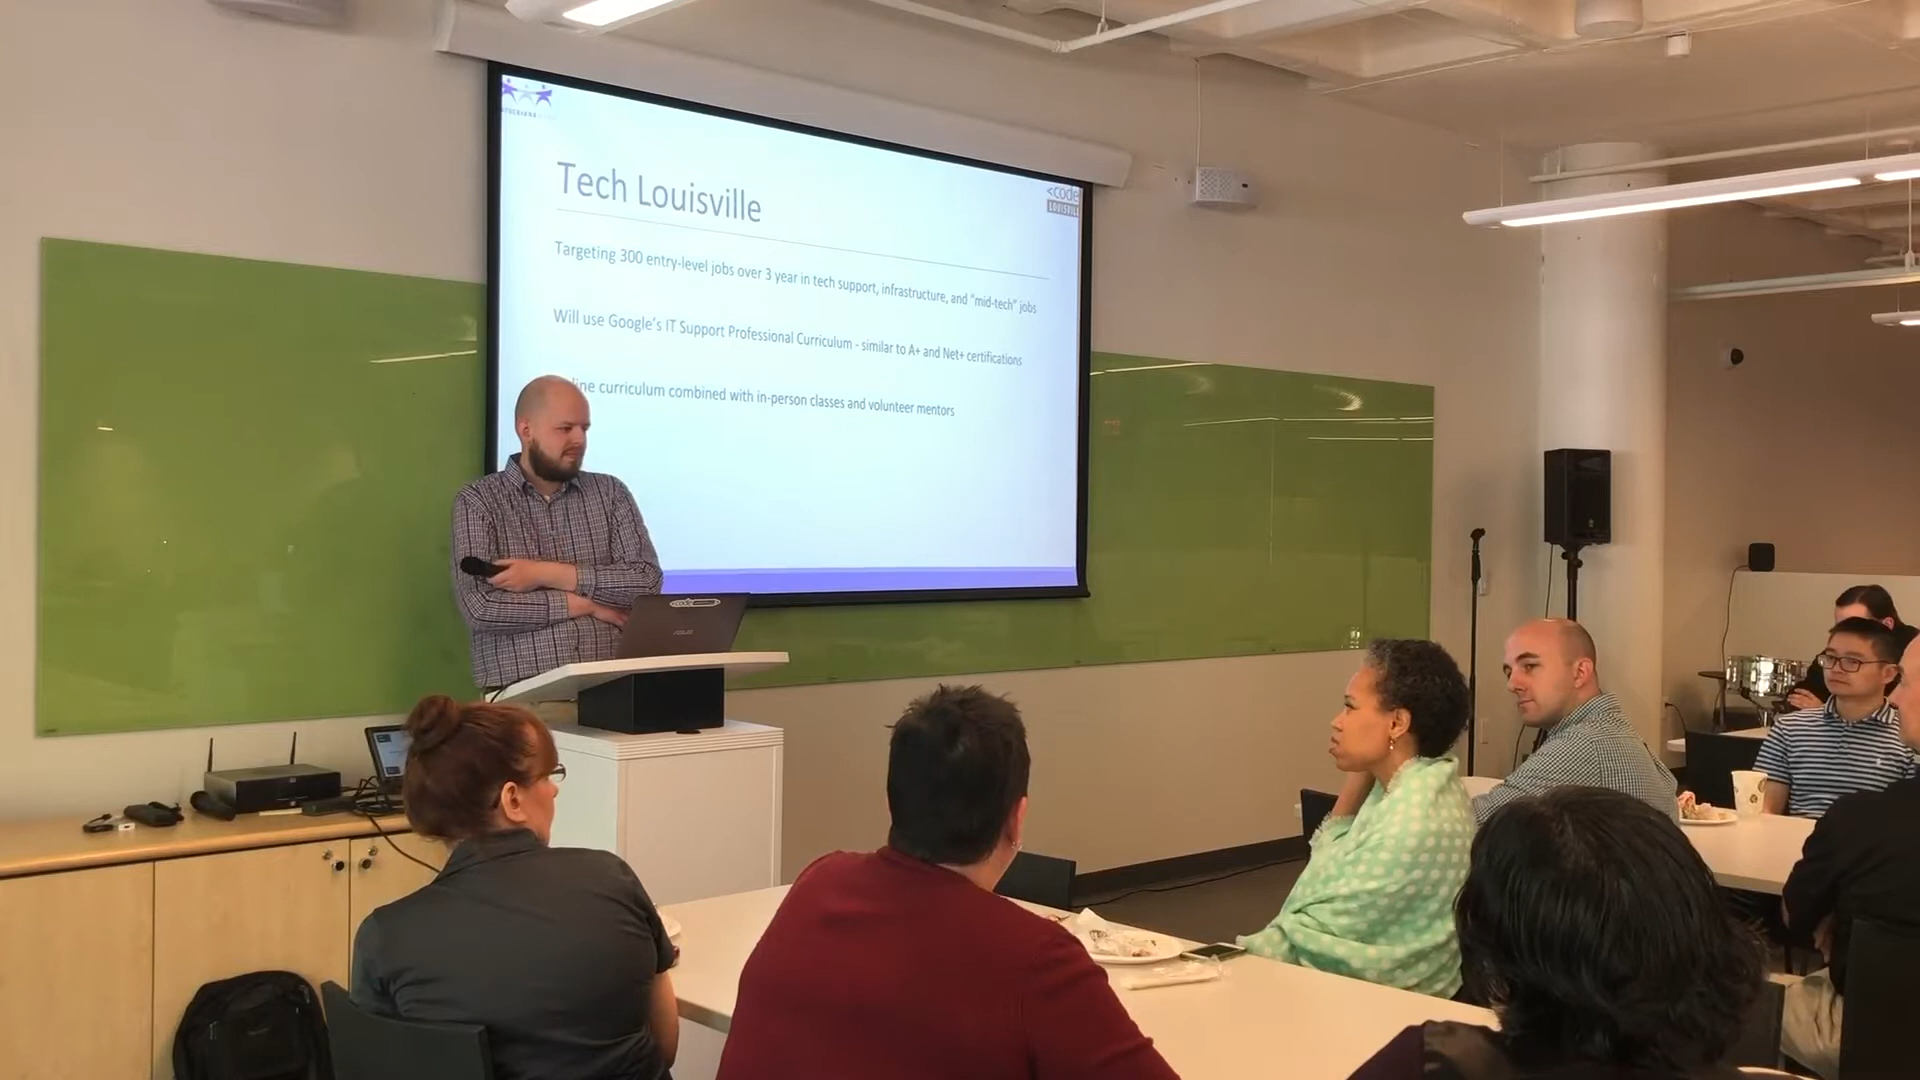 Tech Louisville
<code
LOUISVILLE
Targeting 300 entry-level jobs over 3 year in tech support, infrastructure, and "mid-tech" jobs
Will use Google's IT Support Professional Curriculum - similar to A+ and Net+ certifications
line curriculum combined with in-person classes and volunteer mentors
<code
ASUS